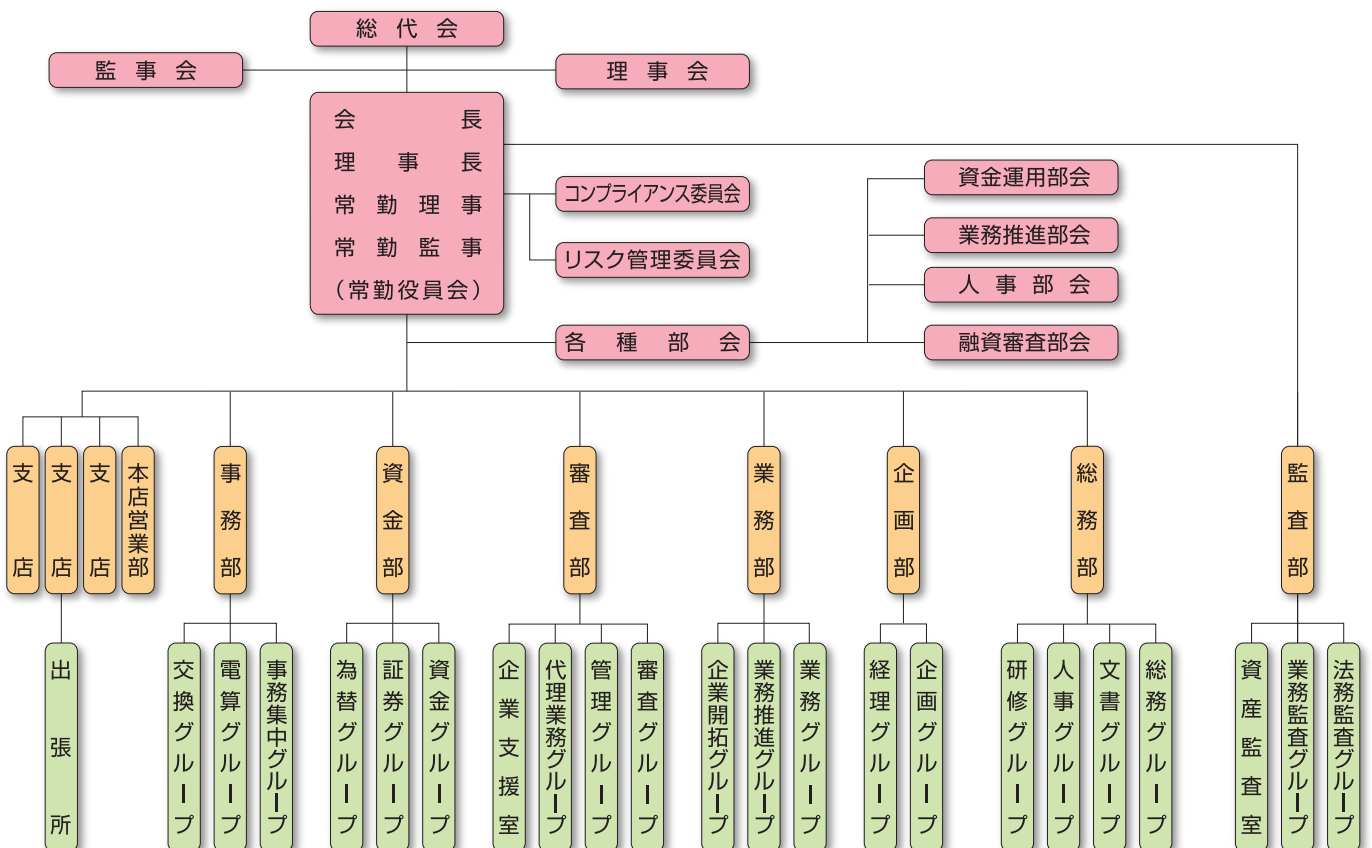 総代会
監事会
理事会
会長
理事長
常勤理事
常勤監事
（常勤役員会）
コンプライアンス委員会
リスク管理委員会
各種部会
資金運用部会
業務推進部会
人事部会
融資審査部会
支店
支店
支店
本店営業部
事務部
資金部
審査部
業務部
企画部
総務部
監査部
出張所
交換グループ
電算グループ
事務集中グループ
為替グループ
証券グループ
資金グループ
企業支援室
代理業務グループ
管理グループ
審査グループ
企業開拓グループ
業務推進グループ
業務グループ
経理グループ
企画グループ
研修グループ
人事グループ
文書グループ
総務グループ
資産監査室
業務監査グループ
法務監査グループ